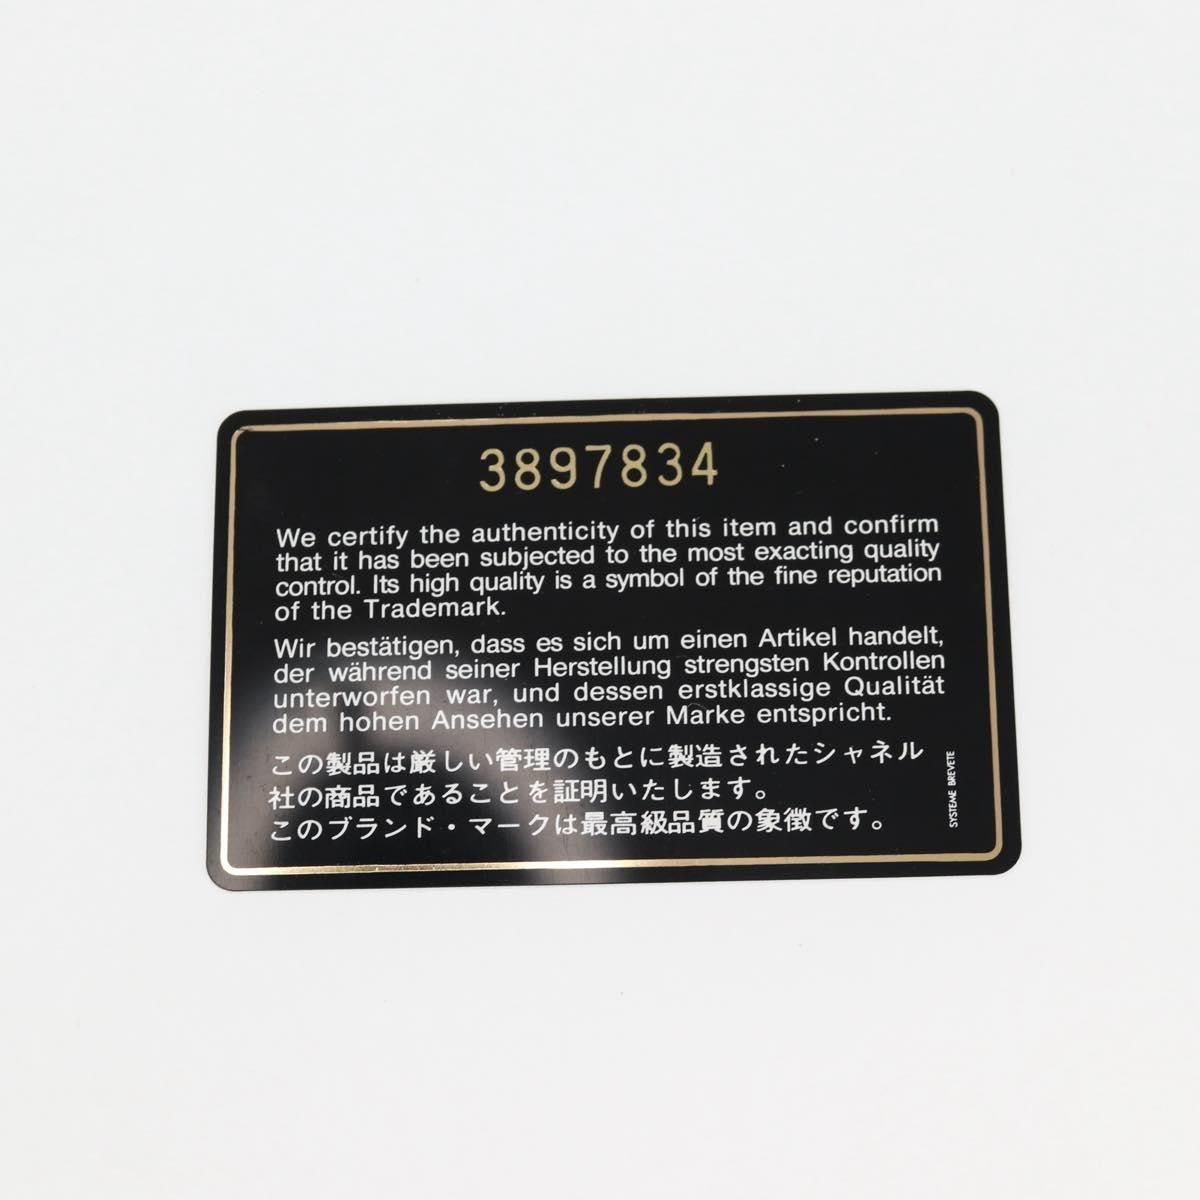 3897834
We certify the authenticity of this item and confirm
that it has been subjected to the most exacting quality
control. Its high quality is a symbol of the fine reputation
of the Trademark.
Wir bestätigen, dass es sich um einen Artikel handelt,
der während seiner Herstellung strengsten Kontrollen
unterworfen war, und dessen erstklassige Qualität
dem hohen Ansehen unserer Marke entspricht.
この製品は厳しい管理のもとに製造されたシャネル
社の商品であることを証明いたします。
このブランド・マークは最高級品質の象徴です。
SYSTEME BREVETE